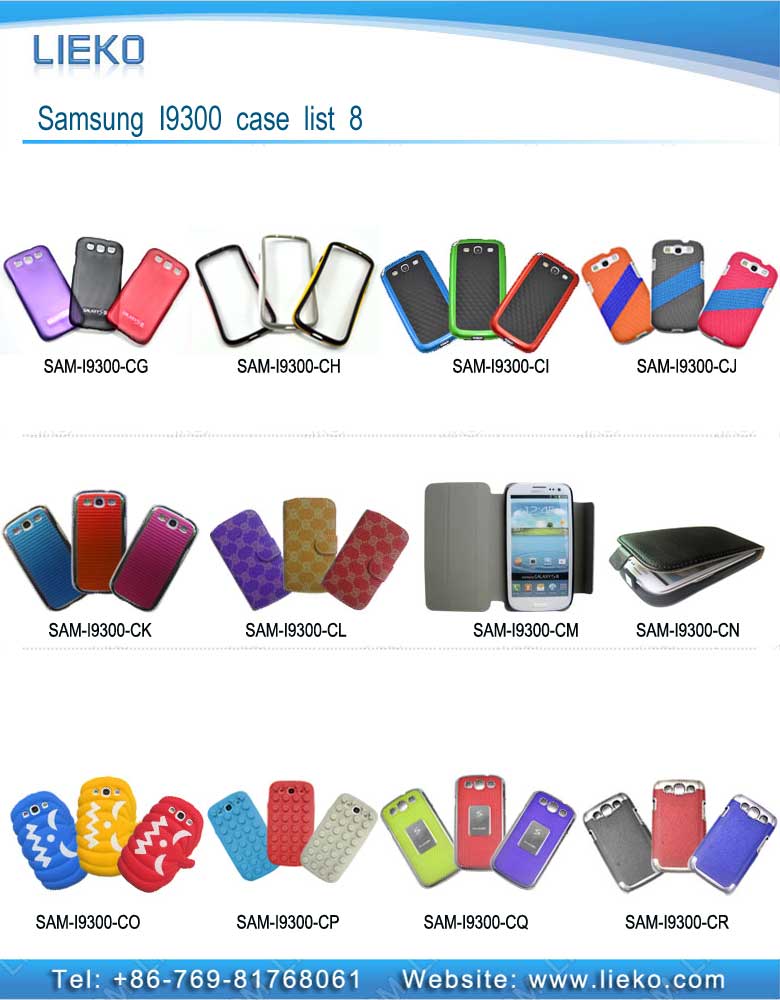 LIEKO
Samsung I9300 case list 8
SAM-I9300-CG SAM-I9300-CH SAM-I9300-CI SAM-I9300-CJ
SAM-I9300-CK SAM-I9300-CL SAM-I9300-CM SAM-I9300-CN
SAM-I9300-CO SAM-I9300-CP SAM-I9300-CQ SAM-I9300-CR
Tel: +86-769-81768061 Website: www.lieko.com